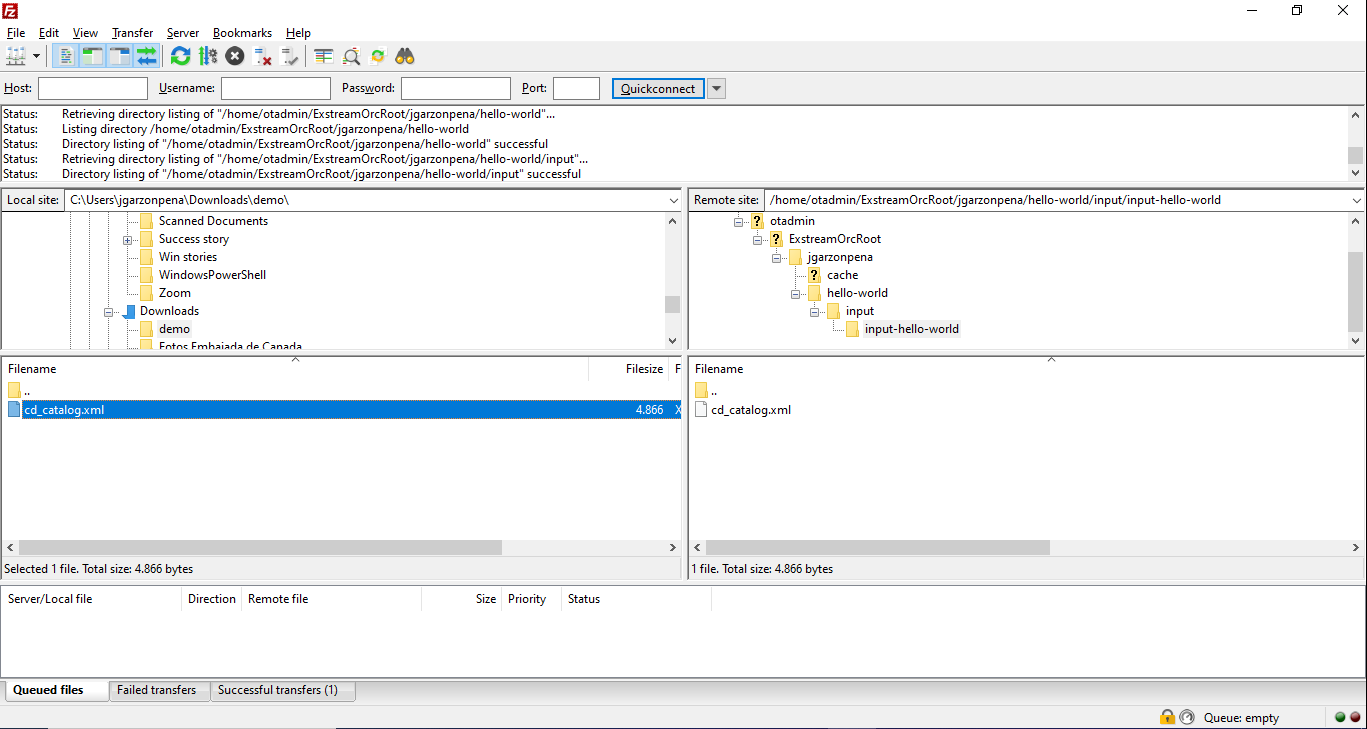 Fz
File Edit View Transfer Server Bookmarks Help
Host: Username: Password: Port: Quickconnect
Status: Retrieving directory listing of "/home/otadmin/ExstreamOrcRoot/jgarzonpena/hello-world"...
Status: Listing directory /home/otadmin/ExstreamOrcRoot/jgarzonpena/hello-world
Status: Directory listing of "/home/otadmin/ExstreamOrcRoot/jgarzonpena/hello-world" successful
Status: Retrieving directory listing of "/home/otadmin/ExstreamOrcRoot/jgarzonpena/hello-world/input"...
Status: Directory listing of "/home/otadmin/ExstreamOrcRoot/jgarzonpena/hello-world/input" successful
Local site: C:\Users\jgarzonpena\Downloads\demo\
Scanned Documents
Success story
Win stories
WindowsPowerShell
Zoom
Downloads
demo
Fotos Embajada de Canada
Remote site: /home/otadmin/ExstreamOrcRoot/jgarzonpena/hello-world/input/input-hello-world
? otadmin
? ExstreamOrcRoot
jgarzonpena
? cache
hello-world
input
input-hello-world
Filename Filesize F
..
cd_catalog.xml 4.866 X
Selected 1 file. Total size: 4.866 bytes
Filename
..
cd_catalog.xml
1 file. Total size: 4.866 bytes
Server/Local file Direction Remote file Size Priority Status
Queued files Failed transfers Successful transfers (1)
Queue: empty